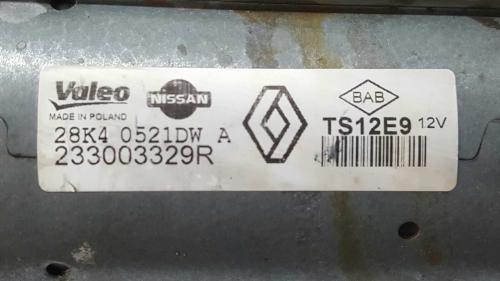 Valeo
MADE IN POLAND
NISSAN
BAB
28K4 0521DW A
TS12E9 12V
233003329R